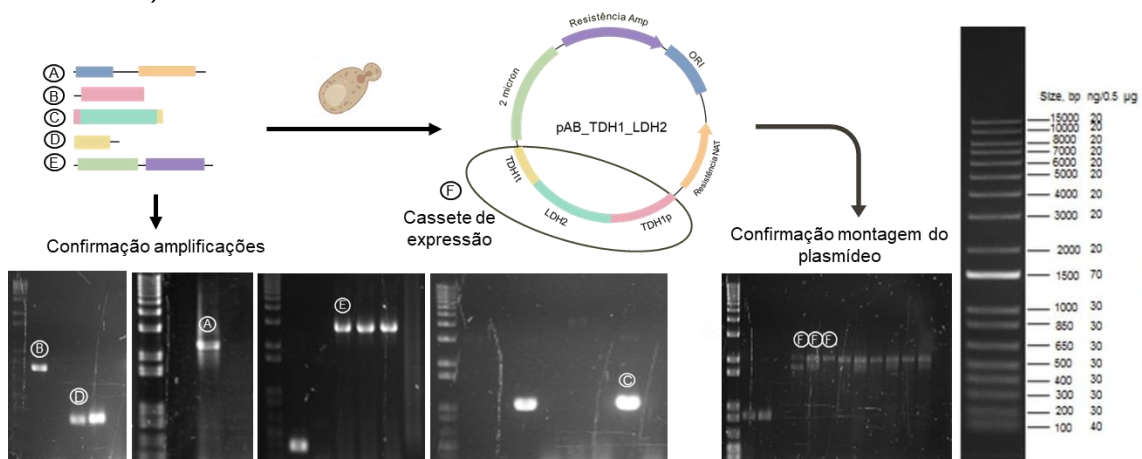 A
B
C
D
E
Resistência Amp
ORI
2 micron
pAB_TDH1_LDH2
Resistência NAT
TDH1t
LDH2
TDH1p
F
Cassete de
expressão
Confirmação amplificações
Confirmação montagem do
plasmídeo
B
D
A
E
C
F F F
Size, bp ng/0.5 µg
15000 20
10000 20
8000 20
7000 20
6000 20
5000 20
4000 20
3000 20
2000 20
1500 70
1000 30
850 30
650 30
500 30
400 30
300 30
200 30
100 40